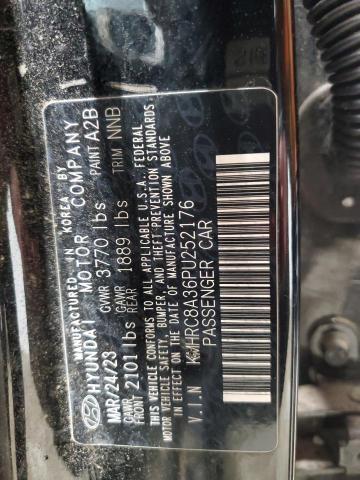 MANUFACTURED IN KOREA BY
HYUNDAI MOTOR COMPANY
MAR/24/23 GVWR 3770 lbs PAINT A2B
GAWR FRONT 2101 lbs GAWR REAR 1889 lbs TRIM NNB
THIS VEHICLE CONFORMS TO ALL APPLICABLE U.S.A. FEDERAL
MOTOR VEHICLE SAFETY, BUMPER, AND THEFT-PREVENTION STANDARDS
IN EFFECT ON THE DATE OF MANUFACTURE SHOWN ABOVE
V.I.N KMHRC8A36PU252176
PASSENGER CAR